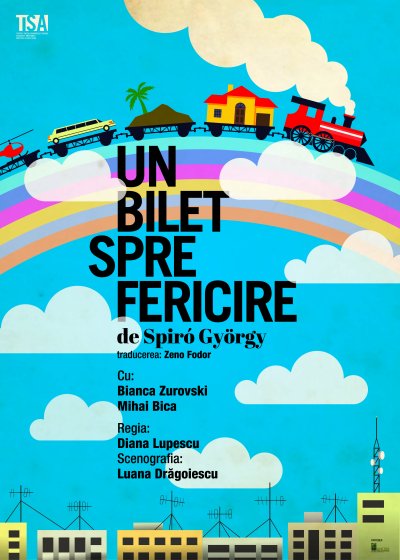 TSA
UN
BILET
SPRE
FERICIRE
de Spiró György
traducerea: Zeno Fodor
Cu:
Bianca Zurovski
Mihai Bica
Regia:
Diana Lupescu
Scenografia:
Luana Drăgoiescu